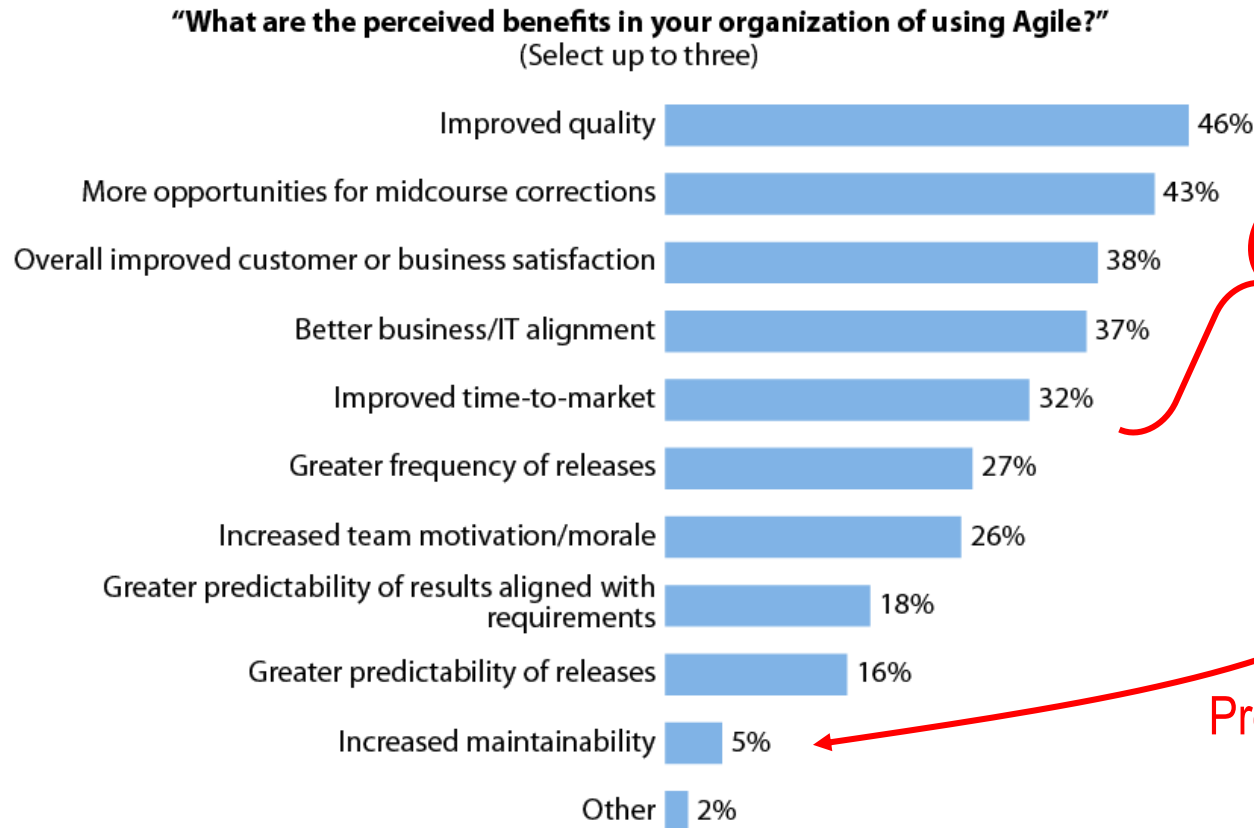 “What are the perceived benefits in your organization of using Agile?”
(Select up to three)
Improved quality 46%
More opportunities for midcourse corrections 43%
Overall improved customer or business satisfaction 38%
Better business/IT alignment 37%
Improved time-to-market 32%
Greater frequency of releases 27%
Increased team motivation/morale 26%
Greater predictability of results aligned with
requirements 18%
Greater predictability of releases 16%
Increased maintainability 5%
Other 2%